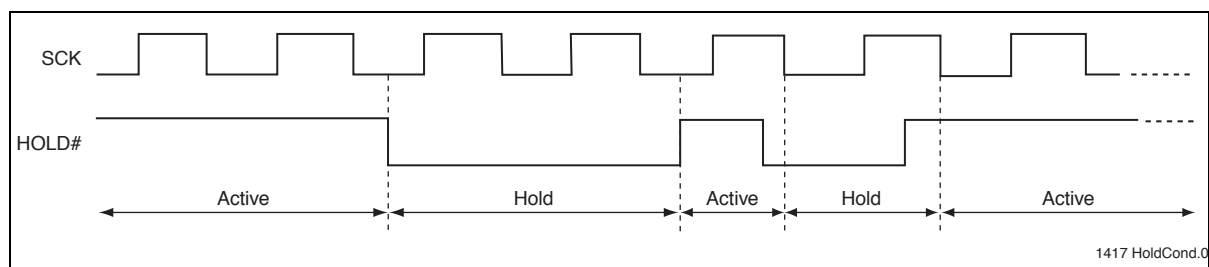 SCK
HOLD#
Active Hold Active Hold Active
1417 HoldCond.0